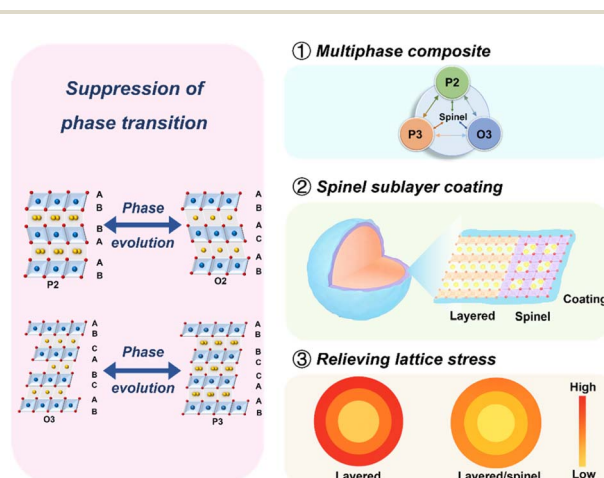 Suppression of
phase transition
A
B
B
A
A
B
P2
Phase
evolution
A
B
A
C
A
B
O2
A
B
C
A
B
C
A
B
O3
Phase
evolution
A
B
B
C
C
A
A
B
P3
① Multiphase composite
P2
Spinel
P3
O3
② Spinel sublayer coating
Layered
Spinel
Coating
③ Relieving lattice stress
High
Low
Layered
Layered/spinel